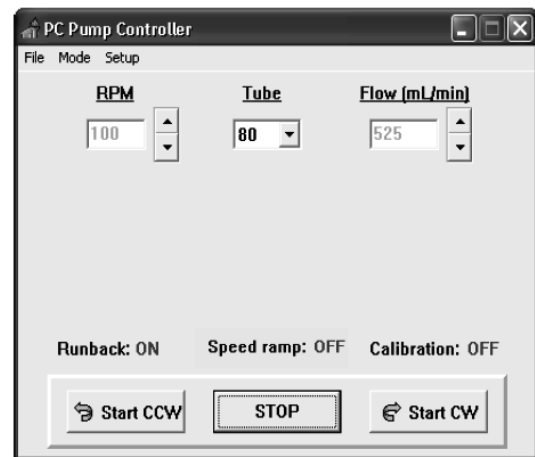 PC Pump Controller
File Mode Setup
RPM Tube Flow (mL/min)
100 80 525
Runback: ON Speed ramp: OFF Calibration: OFF
Start CCW STOP Start CW